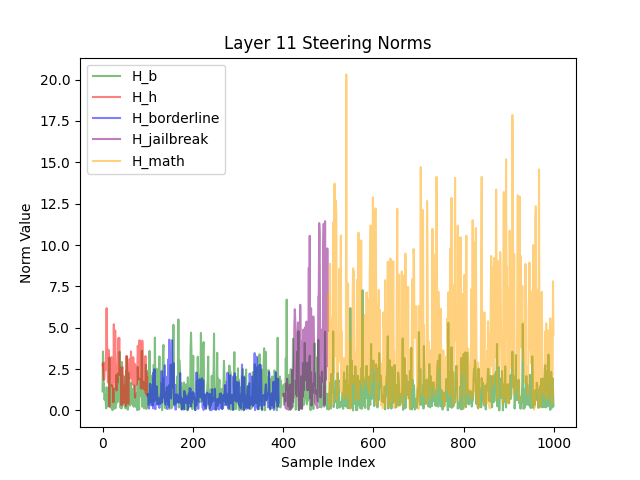 Layer 11 Steering Norms
H_b
H_h
H_borderline
H_jailbreak
H_math
Norm Value
20.0
17.5
15.0
12.5
10.0
7.5
5.0
2.5
0.0
0
200
400
600
800
1000
Sample Index